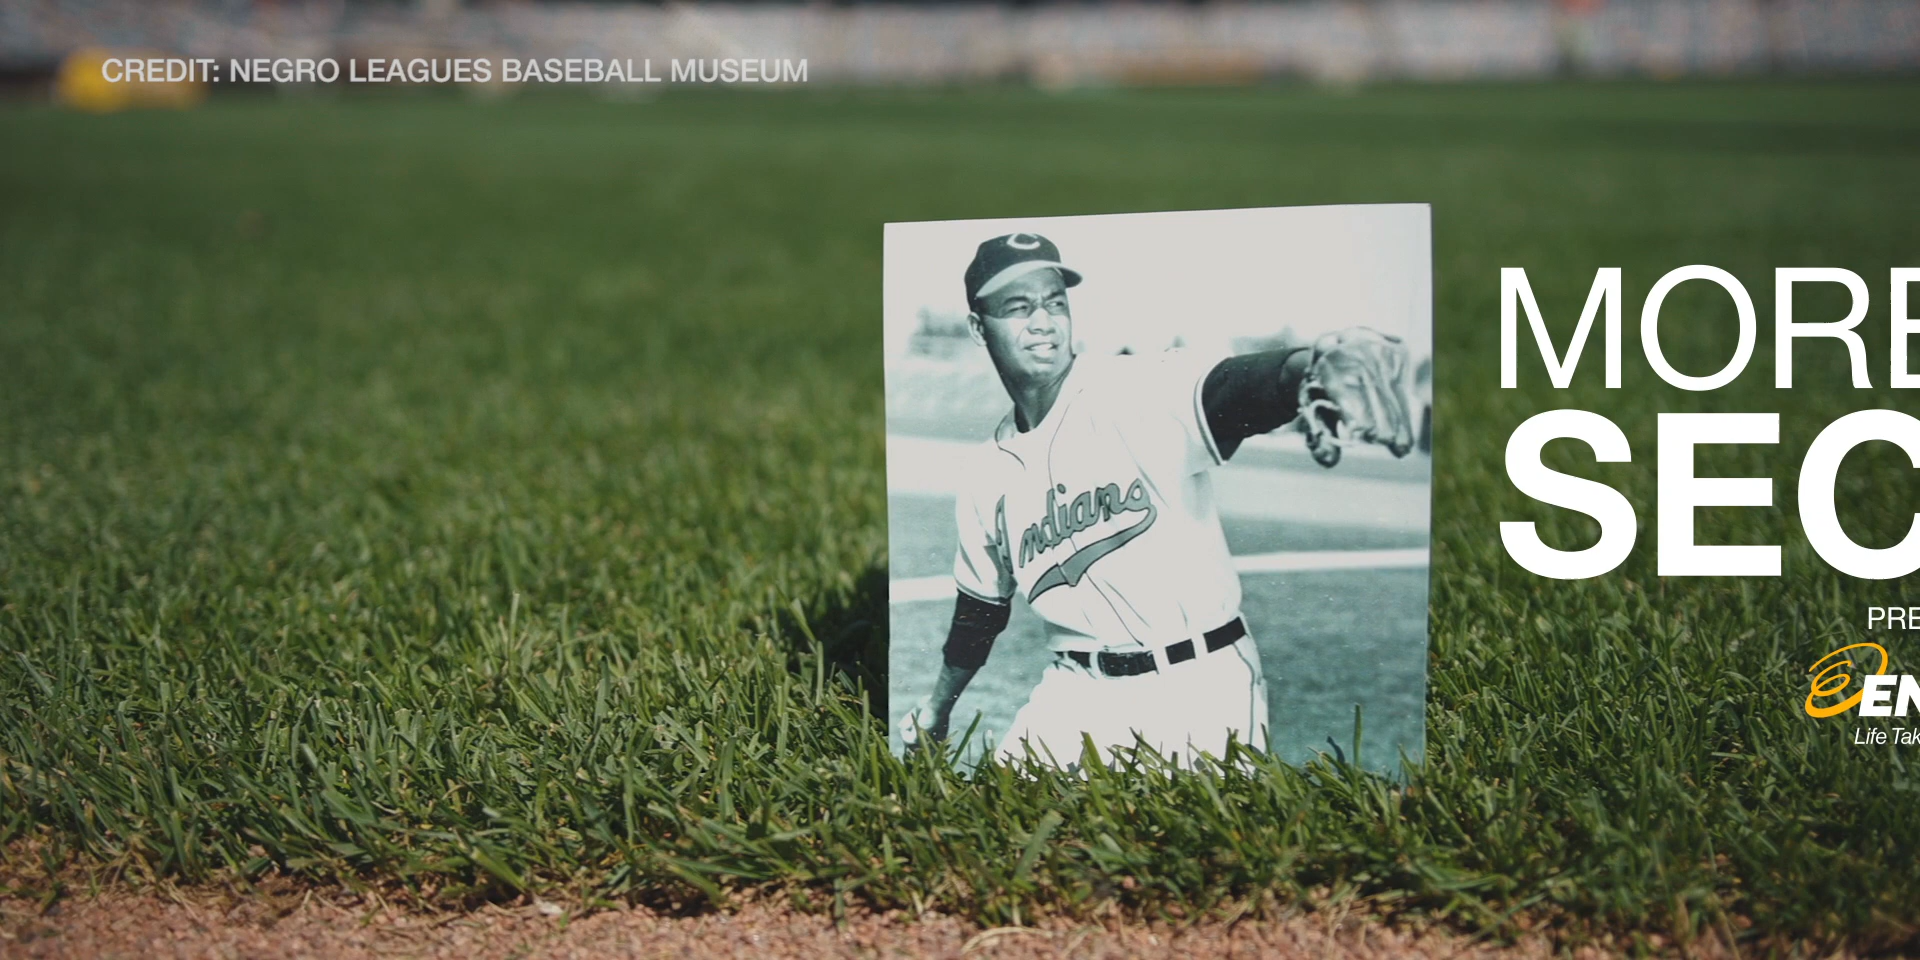 CREDIT: NEGRO LEAGUES BASEBALL MUSEUM
C
Indians
MORE
SEC
PRE
EN
Life Tak